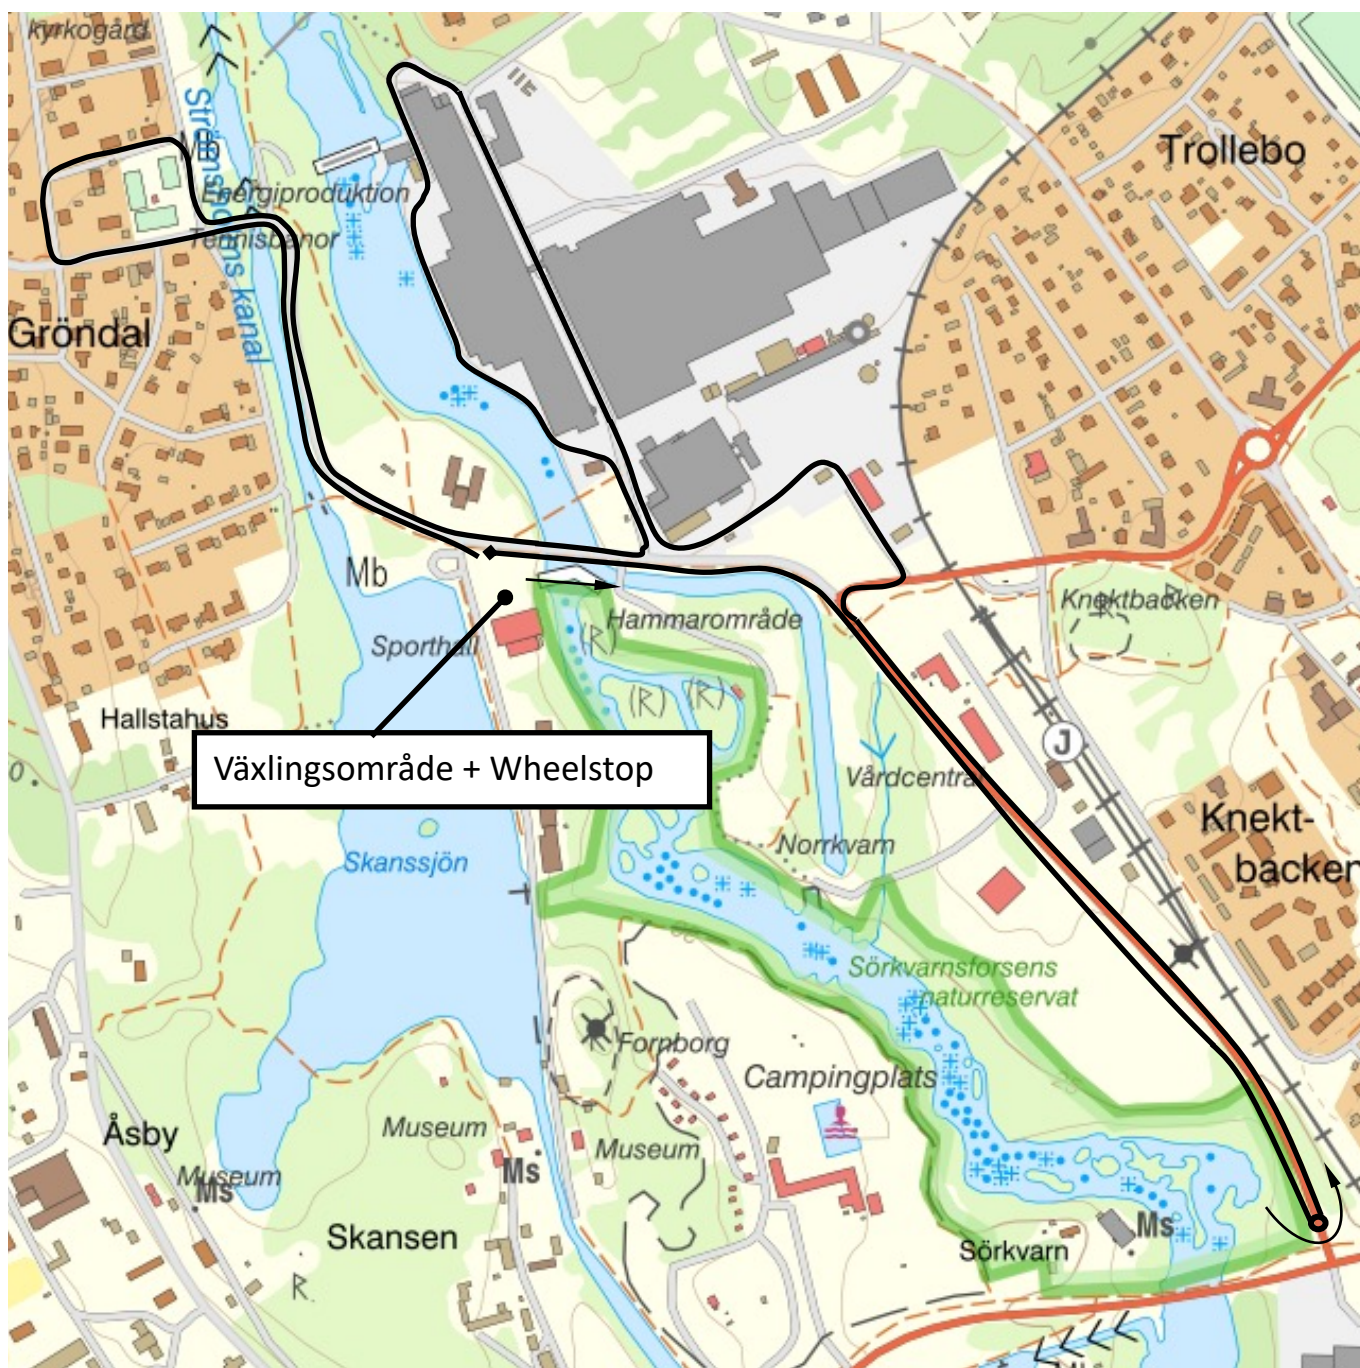 kyrkogård
Trollebo
Strömsholms kanal
Mb
Energiproduktion
Tennisbanor
Gröndal
Mb
Knektbacken
R
Hammarområde
(R)
Sporthall
(R)
(R)
Hallstahus
J
Växlingsområde + Wheelstop
Vårdcentral
0
Knekt-
backen
Norrkvarn
Skanssjön
Sörkvarnsforsens
naturreservat
Fornborg
Campingplats
Åsby
Museum
Museum
Museum
Ms
Ms
Ms
Skansen
Sörkvarn
R